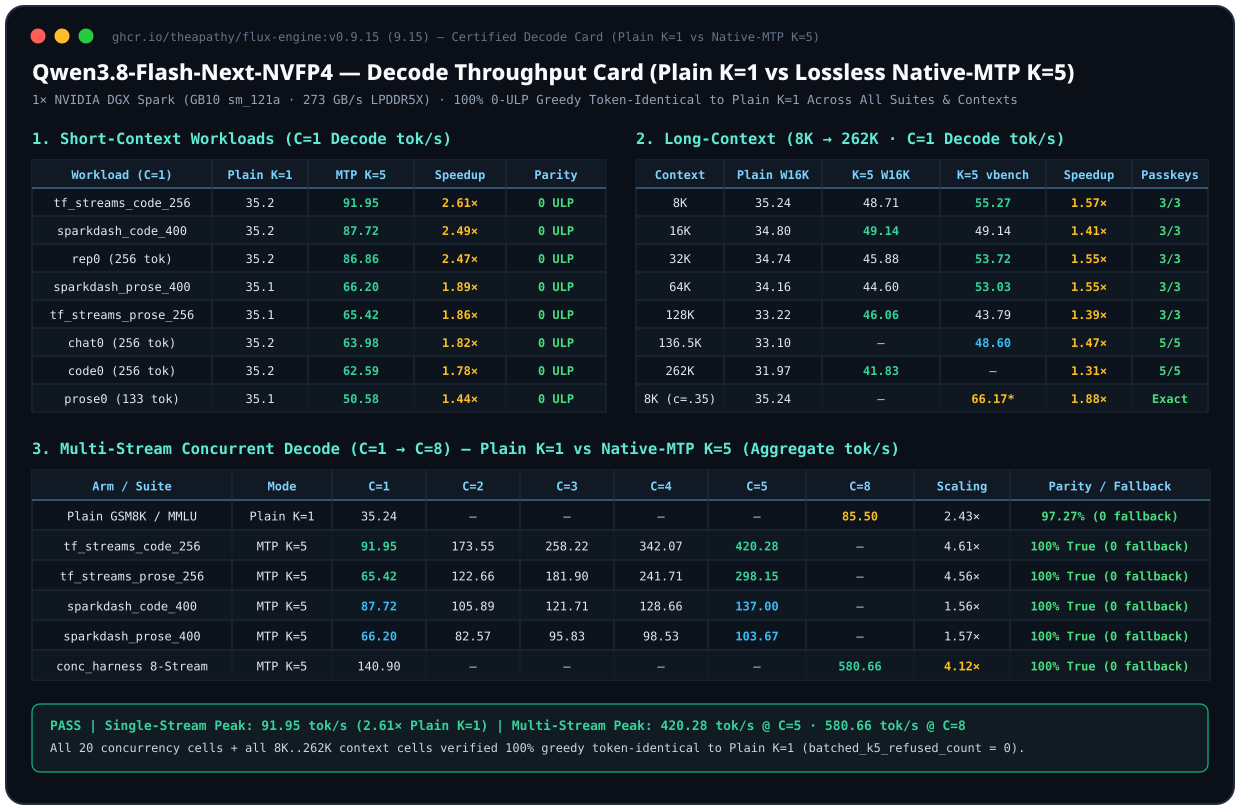 ghcr.io/theapathy/flux-engine:v0.9.15 (9.15) — Certified Decode Card (Plain K=1 vs Native-MTP K=5)
Qwen3.8-Flash-Next-NVFP4 — Decode Throughput Card (Plain K=1 vs Lossless Native-MTP K=5)
1× NVIDIA DGX Spark (GB10 sm_121a · 273 GB/s LPDDR5X) · 100% 0-ULP Greedy Token-Identical to Plain K=1 Across All Suites & Contexts
1. Short-Context Workloads (C=1 Decode tok/s)
Workload (C=1) Plain K=1 MTP K=5 Speedup Parity
tf_streams_code_256 35.2 91.95 2.61× 0 ULP
sparkdash_code_400 35.2 87.72 2.49× 0 ULP
rep0 (256 tok) 35.2 86.86 2.47× 0 ULP
sparkdash_prose_400 35.1 66.20 1.89× 0 ULP
tf_streams_prose_256 35.1 65.42 1.86× 0 ULP
chat0 (256 tok) 35.2 63.98 1.82× 0 ULP
code0 (256 tok) 35.2 62.59 1.78× 0 ULP
prose0 (133 tok) 35.1 50.58 1.44× 0 ULP
2. Long-Context (8K → 262K · C=1 Decode tok/s)
Context Plain W16K K=5 W16K K=5 vbench Speedup Passkeys
8K 35.24 48.71 55.27 1.57× 3/3
16K 34.80 49.14 49.14 1.41× 3/3
32K 34.74 45.88 53.72 1.55× 3/3
64K 34.16 44.60 53.03 1.55× 3/3
128K 33.22 46.06 43.79 1.39× 3/3
136.5K 33.10 — 48.60 1.47× 5/5
262K 31.97 41.83 — 1.31× 5/5
8K (c=.35) 35.24 — 66.17* 1.88× Exact
3. Multi-Stream Concurrent Decode (C=1 → C=8) — Plain K=1 vs Native-MTP K=5 (Aggregate tok/s)
Arm / Suite Mode C=1 C=2 C=3 C=4 C=5 C=8 Scaling Parity / Fallback
Plain GSM8K / MMLU Plain K=1 35.24 — — — — 85.50 2.43× 97.27% (0 fallback)
tf_streams_code_256 MTP K=5 91.95 173.55 258.22 342.07 420.28 — 4.61× 100% True (0 fallback)
tf_streams_prose_256 MTP K=5 65.42 122.66 181.90 241.71 298.15 — 4.56× 100% True (0 fallback)
sparkdash_code_400 MTP K=5 87.72 105.89 121.71 128.66 137.00 — 1.56× 100% True (0 fallback)
sparkdash_prose_400 MTP K=5 66.20 82.57 95.83 98.53 103.67 — 1.57× 100% True (0 fallback)
conc_harness 8-Stream MTP K=5 140.90 — — — — 580.66 4.12× 100% True (0 fallback)
PASS | Single-Stream Peak: 91.95 tok/s (2.61× Plain K=1) | Multi-Stream Peak: 420.28 tok/s @ C=5 · 580.66 tok/s @ C=8
All 20 concurrency cells + all 8K..262K context cells verified 100% greedy token-identical to Plain K=1 (batched_k5_refused_count = 0).